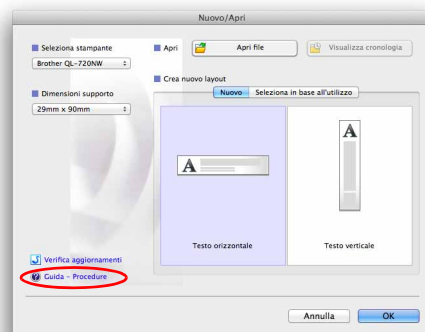 Nuovo/Apri
Seleziona stampante
Brother QL-720NW
Dimensioni supporto
29mm x 90mm
Apri
Apri file
Visualizza cronologia
Crea nuovo layout
Nuovo
Seleziona in base all'utilizzo
A
A
Testo orizzontale
Testo verticale
Verifica aggiornamenti
Guida - Procedure
Annulla
OK